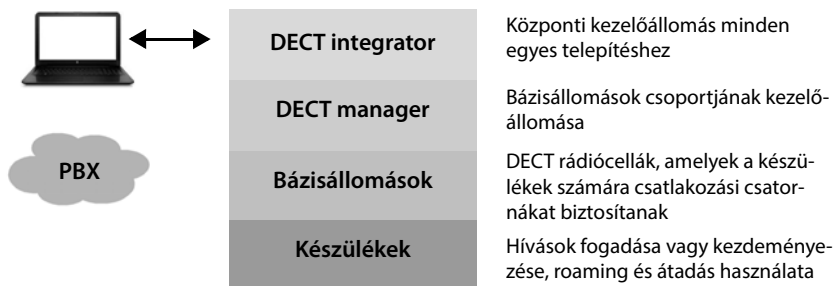 DECT integrator
Központi kezelőállomás minden
egyes telepítéshez
DECT manager
Bázisállomások csoportjának kezelő-
állomása
PBX
Bázisállomások
DECT rádiócellák, amelyek a készü-
lékek számára csatlakozási csator-
nákat biztosítanak
Készülékek
Hívások fogadása vagy kezdeménye-
zése, roaming és átadás használata